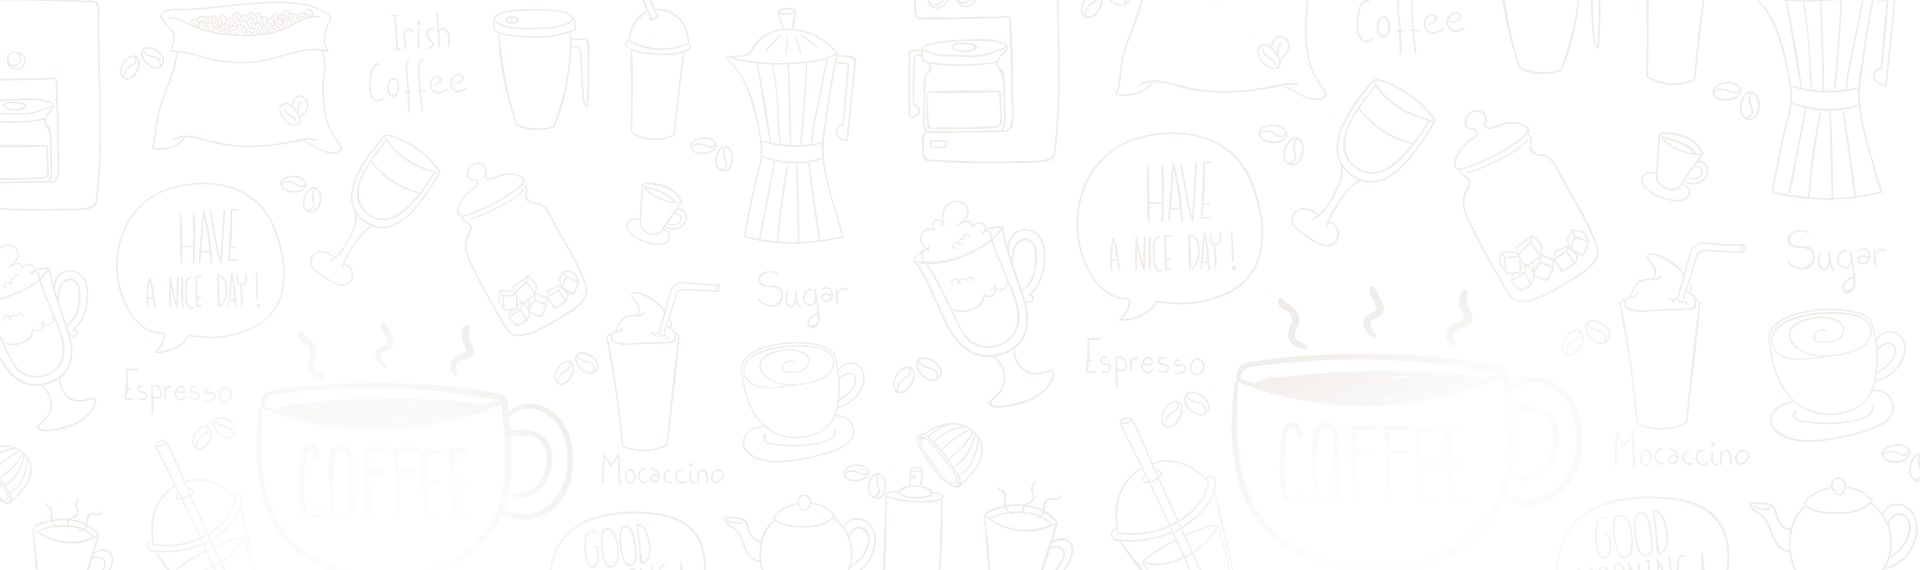 Irish
Coffee
Coffee
HAVE
A NICE DAY!
HAVE
A NICE DAY!
Sugar
Sugar
Espresso
Espresso
COFFEE
COFFEE
Mocaccino
Mocaccino
GOOD
GOOD
MORNING!